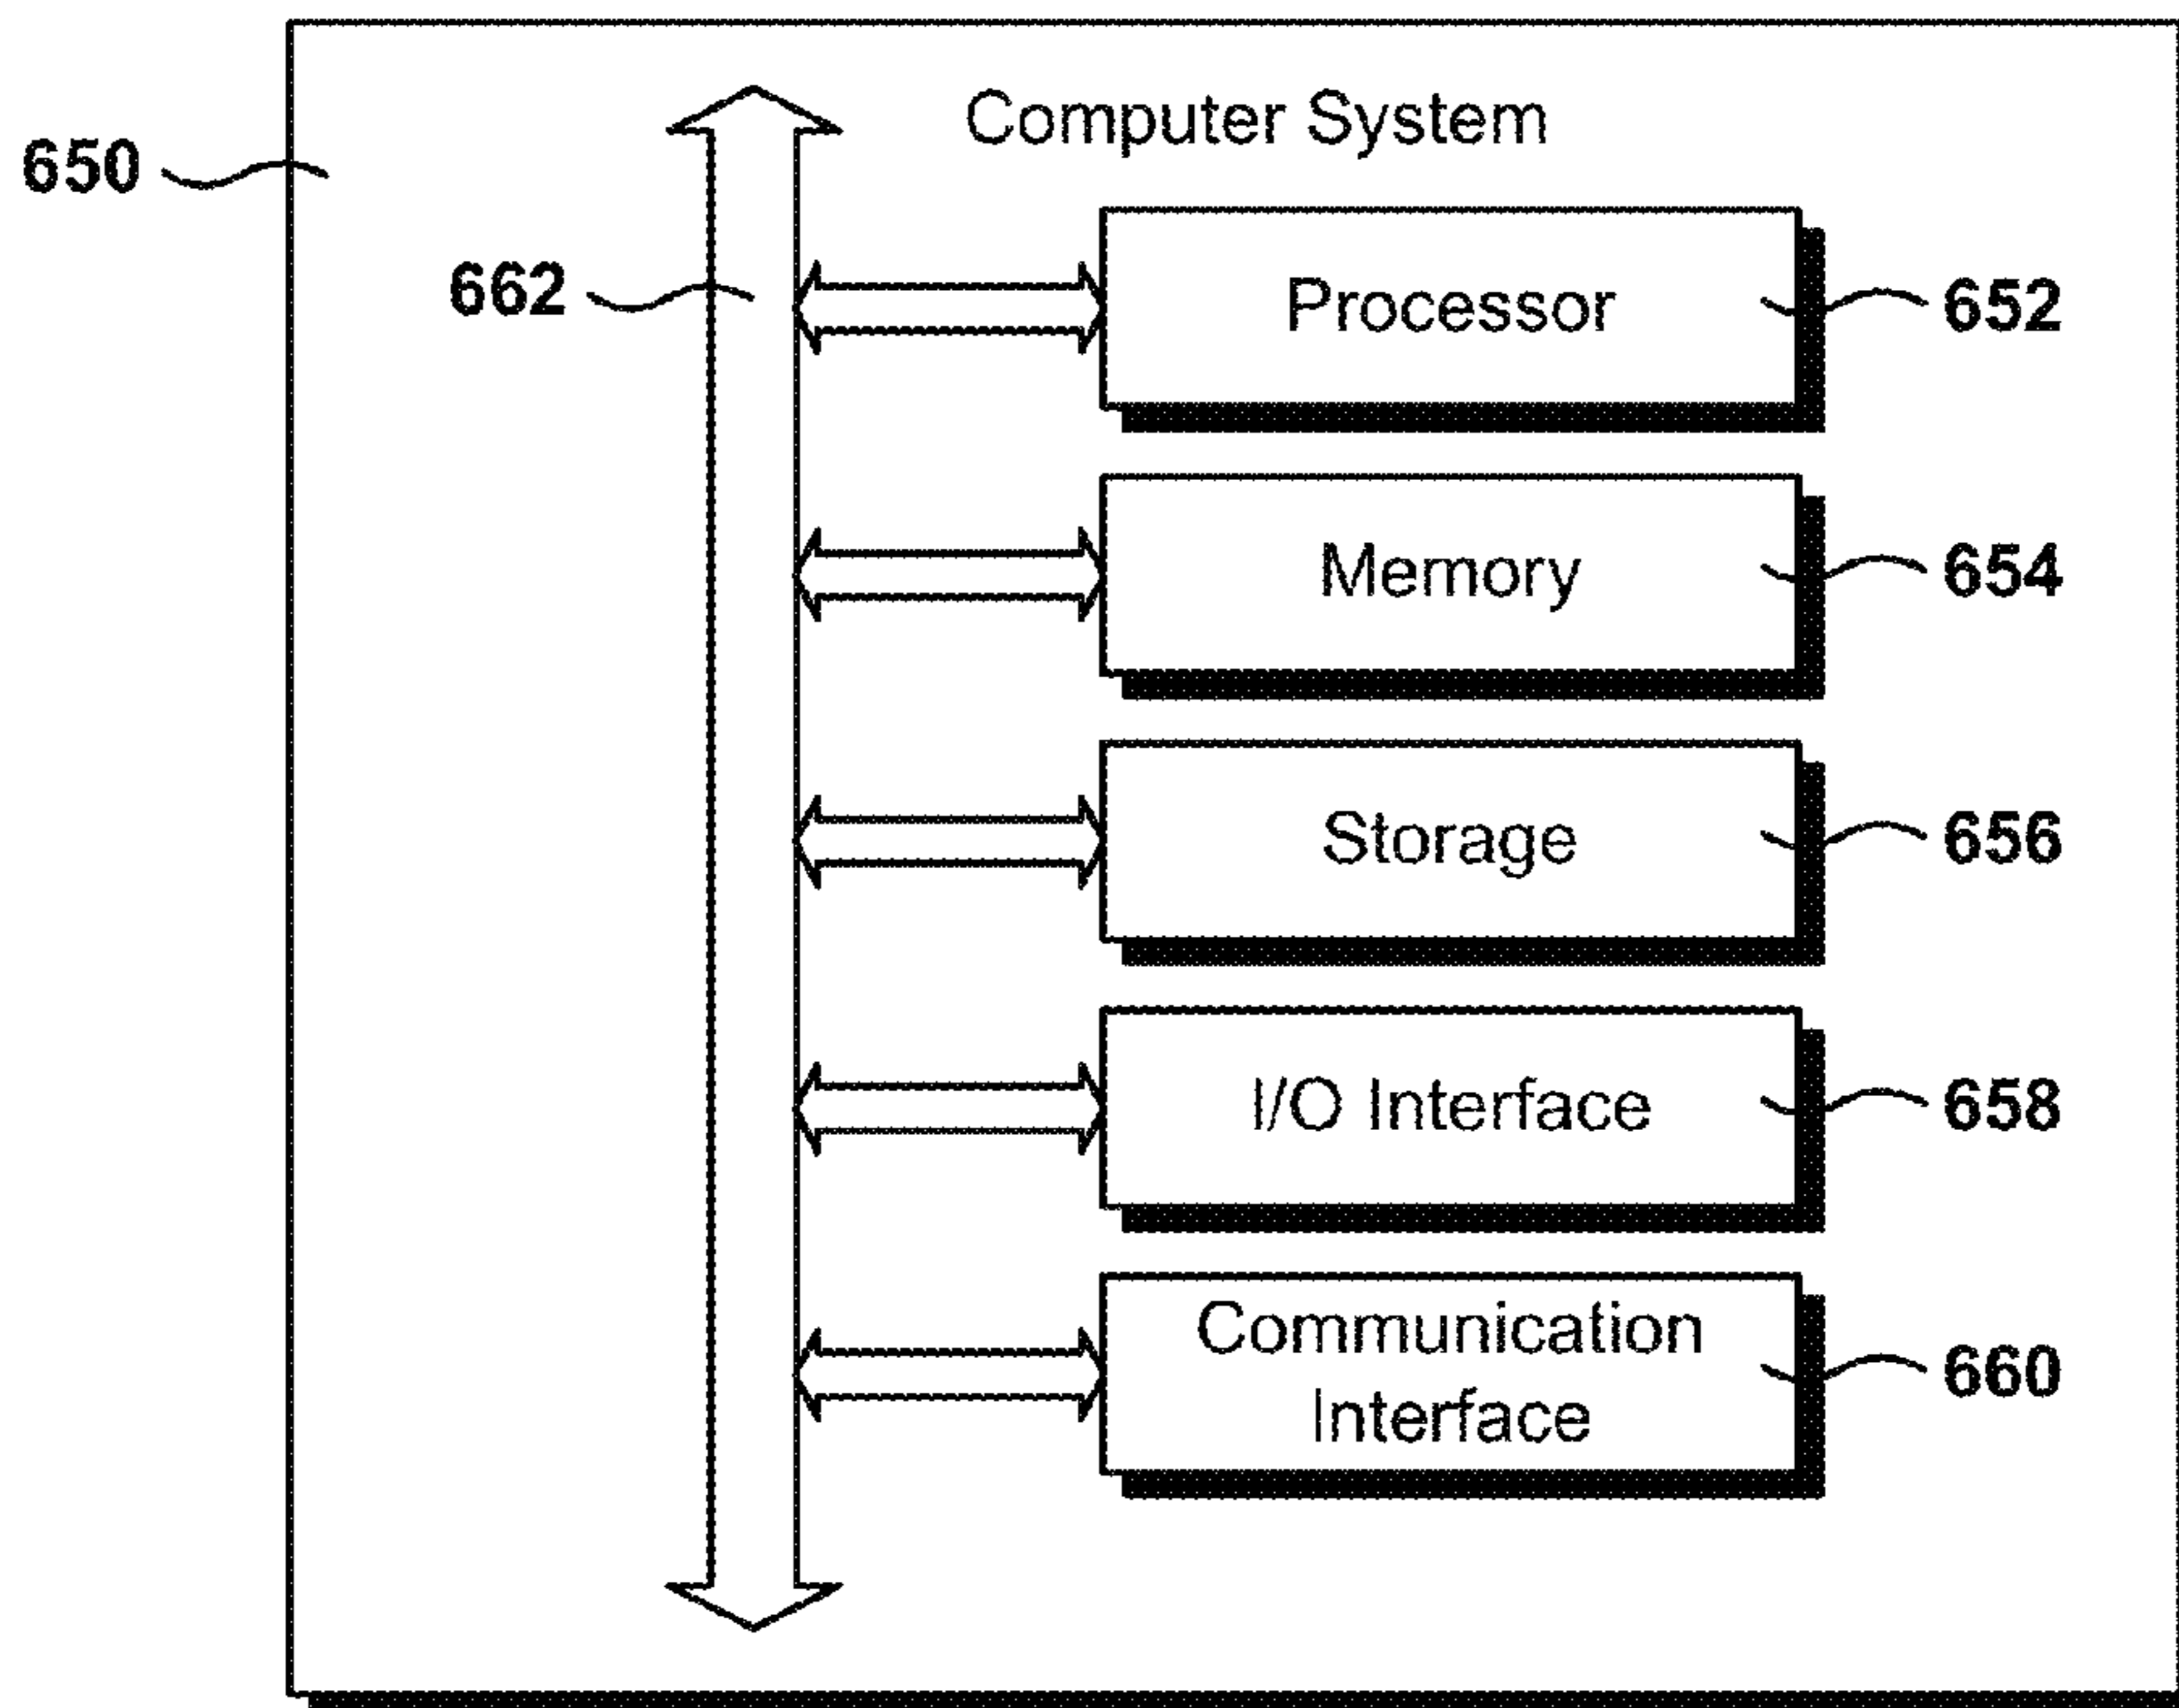 Computer System
650
662
Processor
652
Memory
654
Storage
656
I/O Interface
658
Communication
Interface
660